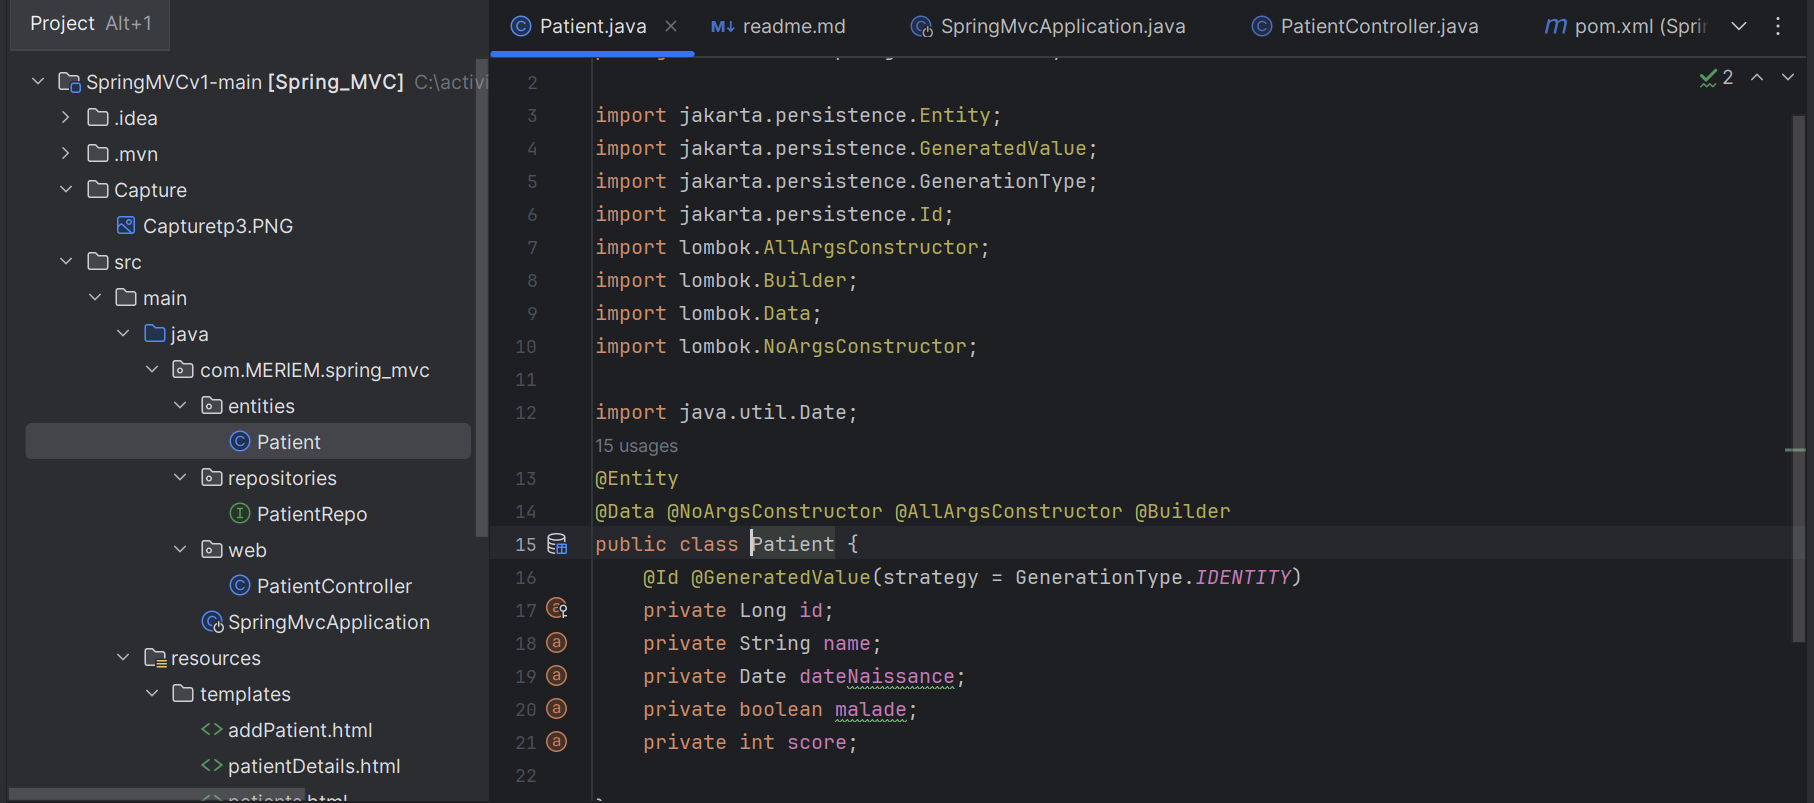 Project Alt+1
SpringMVCv1-main [Spring_MVC] C:\activi
.idea
.mvn
Capture
Capturetp3.PNG
src
main
java
com.MERIEM.spring_mvc
entities
Patient
repositories
PatientRepo
web
PatientController
SpringMvcApplication
resources
templates
addPatient.html
patientDetails.html
patients.html
Patient.java
M↓ readme.md
SpringMvcApplication.java
PatientController.java
m pom.xml (Sprin
2
2
3 import jakarta.persistence.Entity;
4 import jakarta.persistence.GeneratedValue;
5 import jakarta.persistence.GenerationType;
6 import jakarta.persistence.Id;
7 import lombok.AllArgsConstructor;
8 import lombok.Builder;
9 import lombok.Data;
10 import lombok.NoArgsConstructor;
11
12 import java.util.Date;
15 usages
13 @Entity
14 @Data @NoArgsConstructor @AllArgsConstructor @Builder
15 public class Patient {
16 @Id @GeneratedValue(strategy = GenerationType.IDENTITY)
17 private Long id;
18 private String name;
19 private Date dateNaissance;
20 private boolean malade;
21 private int score;
22